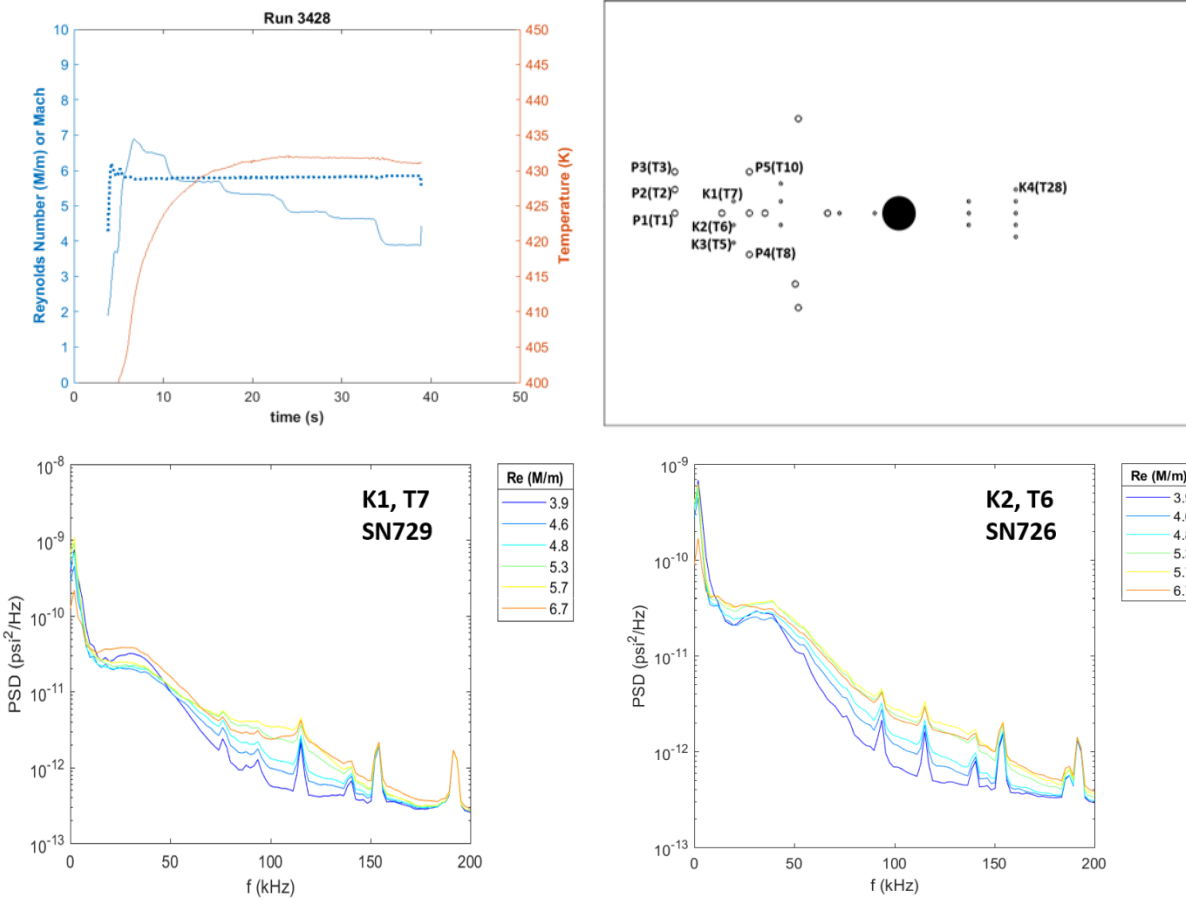 Run 3428
Reynolds Number (M/m) or Mach
10
9
8
7
6
5
4
3
2
1
0
450
445
440
435
430
425
420
415
410
405
400
Temperature (K)
0 10 20 30 40 50
time (s)
P3(T3)
P5(T10)
P2(T2)
K1(T7)
K4(T28)
P1(T1)
K2(T6)
K3(T5)
P4(T8)
PSD (psi²/Hz)
10⁻⁸
10⁻⁹
10⁻¹⁰
10⁻¹¹
10⁻¹²
10⁻¹³
0 50 100 150 200
f (kHz)
K1, T7
SN729
Re (M/m)
3.9
4.6
4.8
5.3
5.7
6.7
PSD (psi²/Hz)
10⁻⁹
10⁻¹⁰
10⁻¹¹
10⁻¹²
10⁻¹³
0 50 100 150 200
f (kHz)
K2, T6
SN726
Re (M/m)